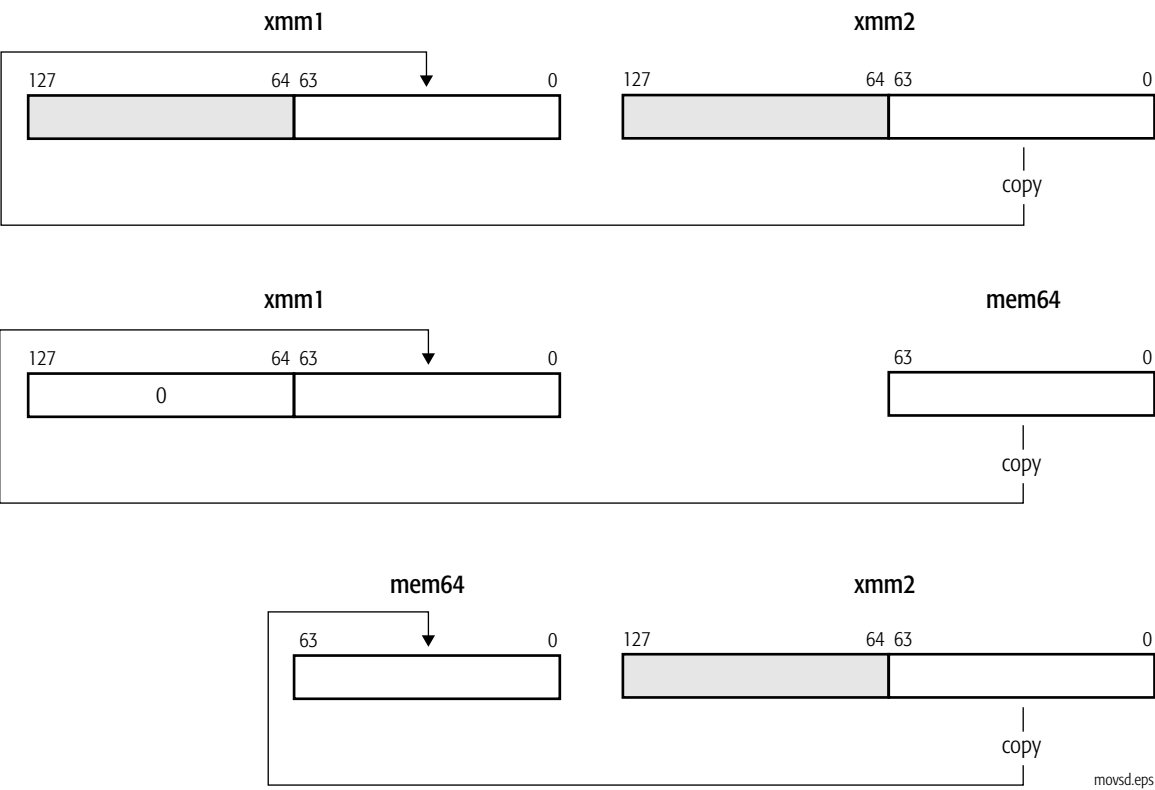 xmm1 xmm2
127 64 63 0 127 64 63 0
copy
xmm1 mem64
127 64 63 0 63 0
0
copy
mem64 xmm2
63 0 127 64 63 0
copy
movsd.eps